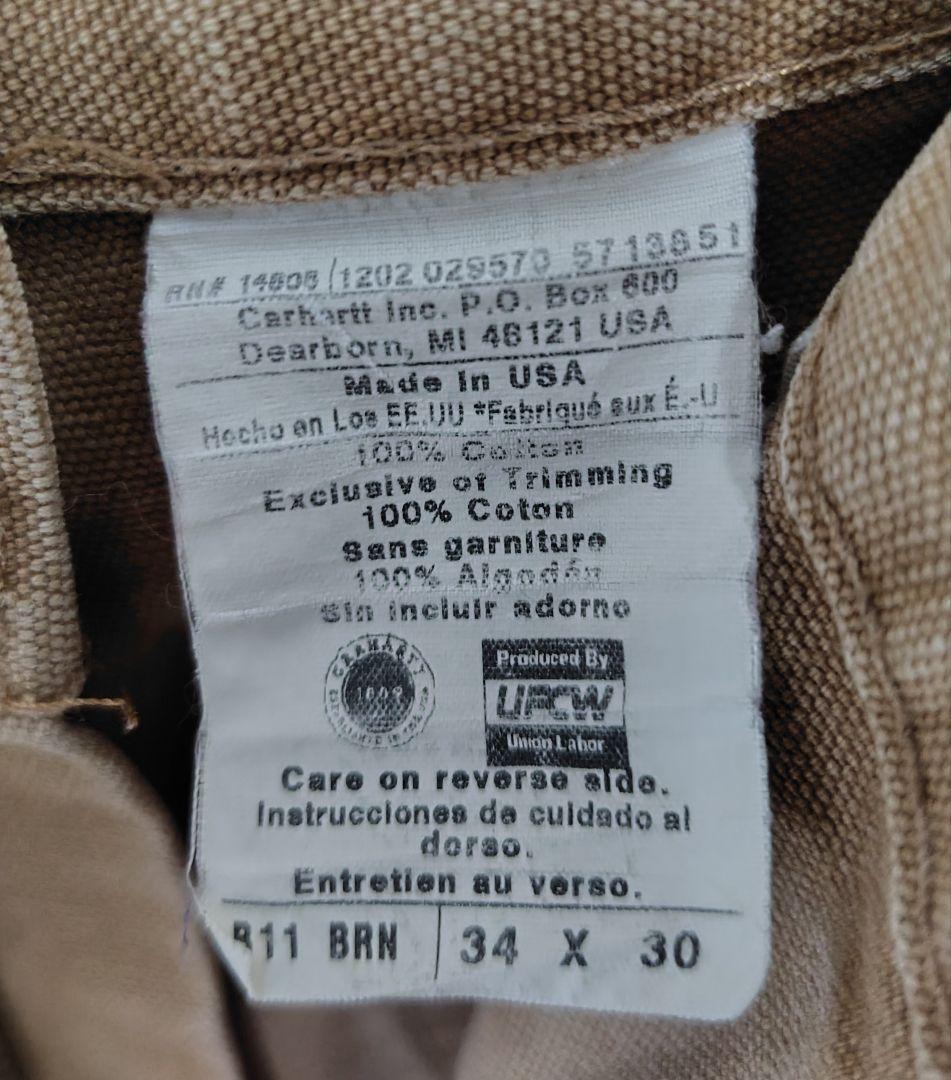 RN# 14806 1202 029570 5713851
Carhartt Inc. P.O. Box 600
Dearborn, MI 48121 USA
Made in USA
Hecho en Los EE.UU *Fabriqué aux É.-U
100% Cotton
Exclusive of Trimming
100% Coton
Sans garniture
100% Algodón
Sin incluir adorno
CARHARTT
1889
Produced By
UFCW
Union Labor
Care on reverse side.
Instrucciones de cuidado al
dorso.
Entretien au verso.
B11 BRN 34 X 30